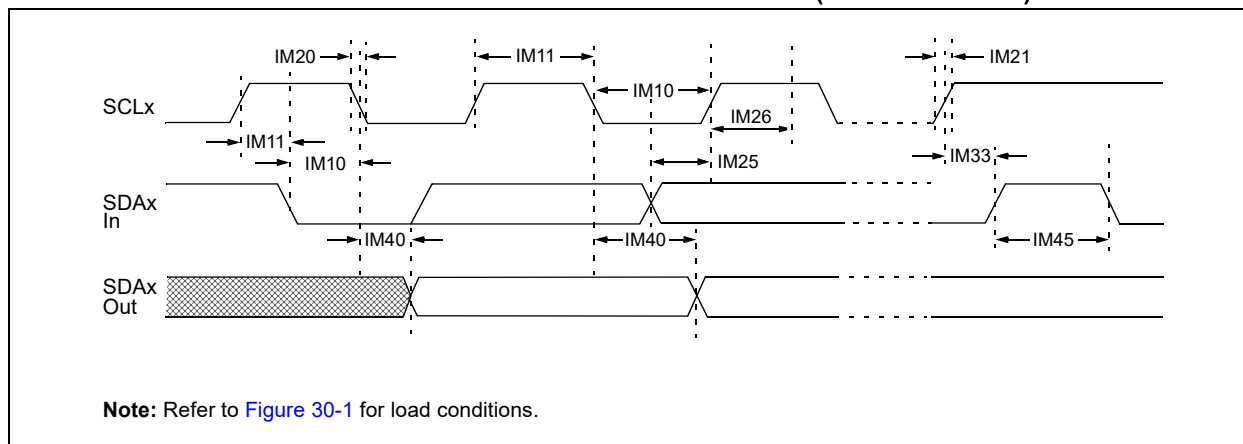 IM20
IM11
IM21
IM10
SCLx
IM26
IM11
IM10
IM25
IM33
SDAx
In
IM40
IM40
IM45
SDAx
Out
Note: Refer to Figure 30-1 for load conditions.